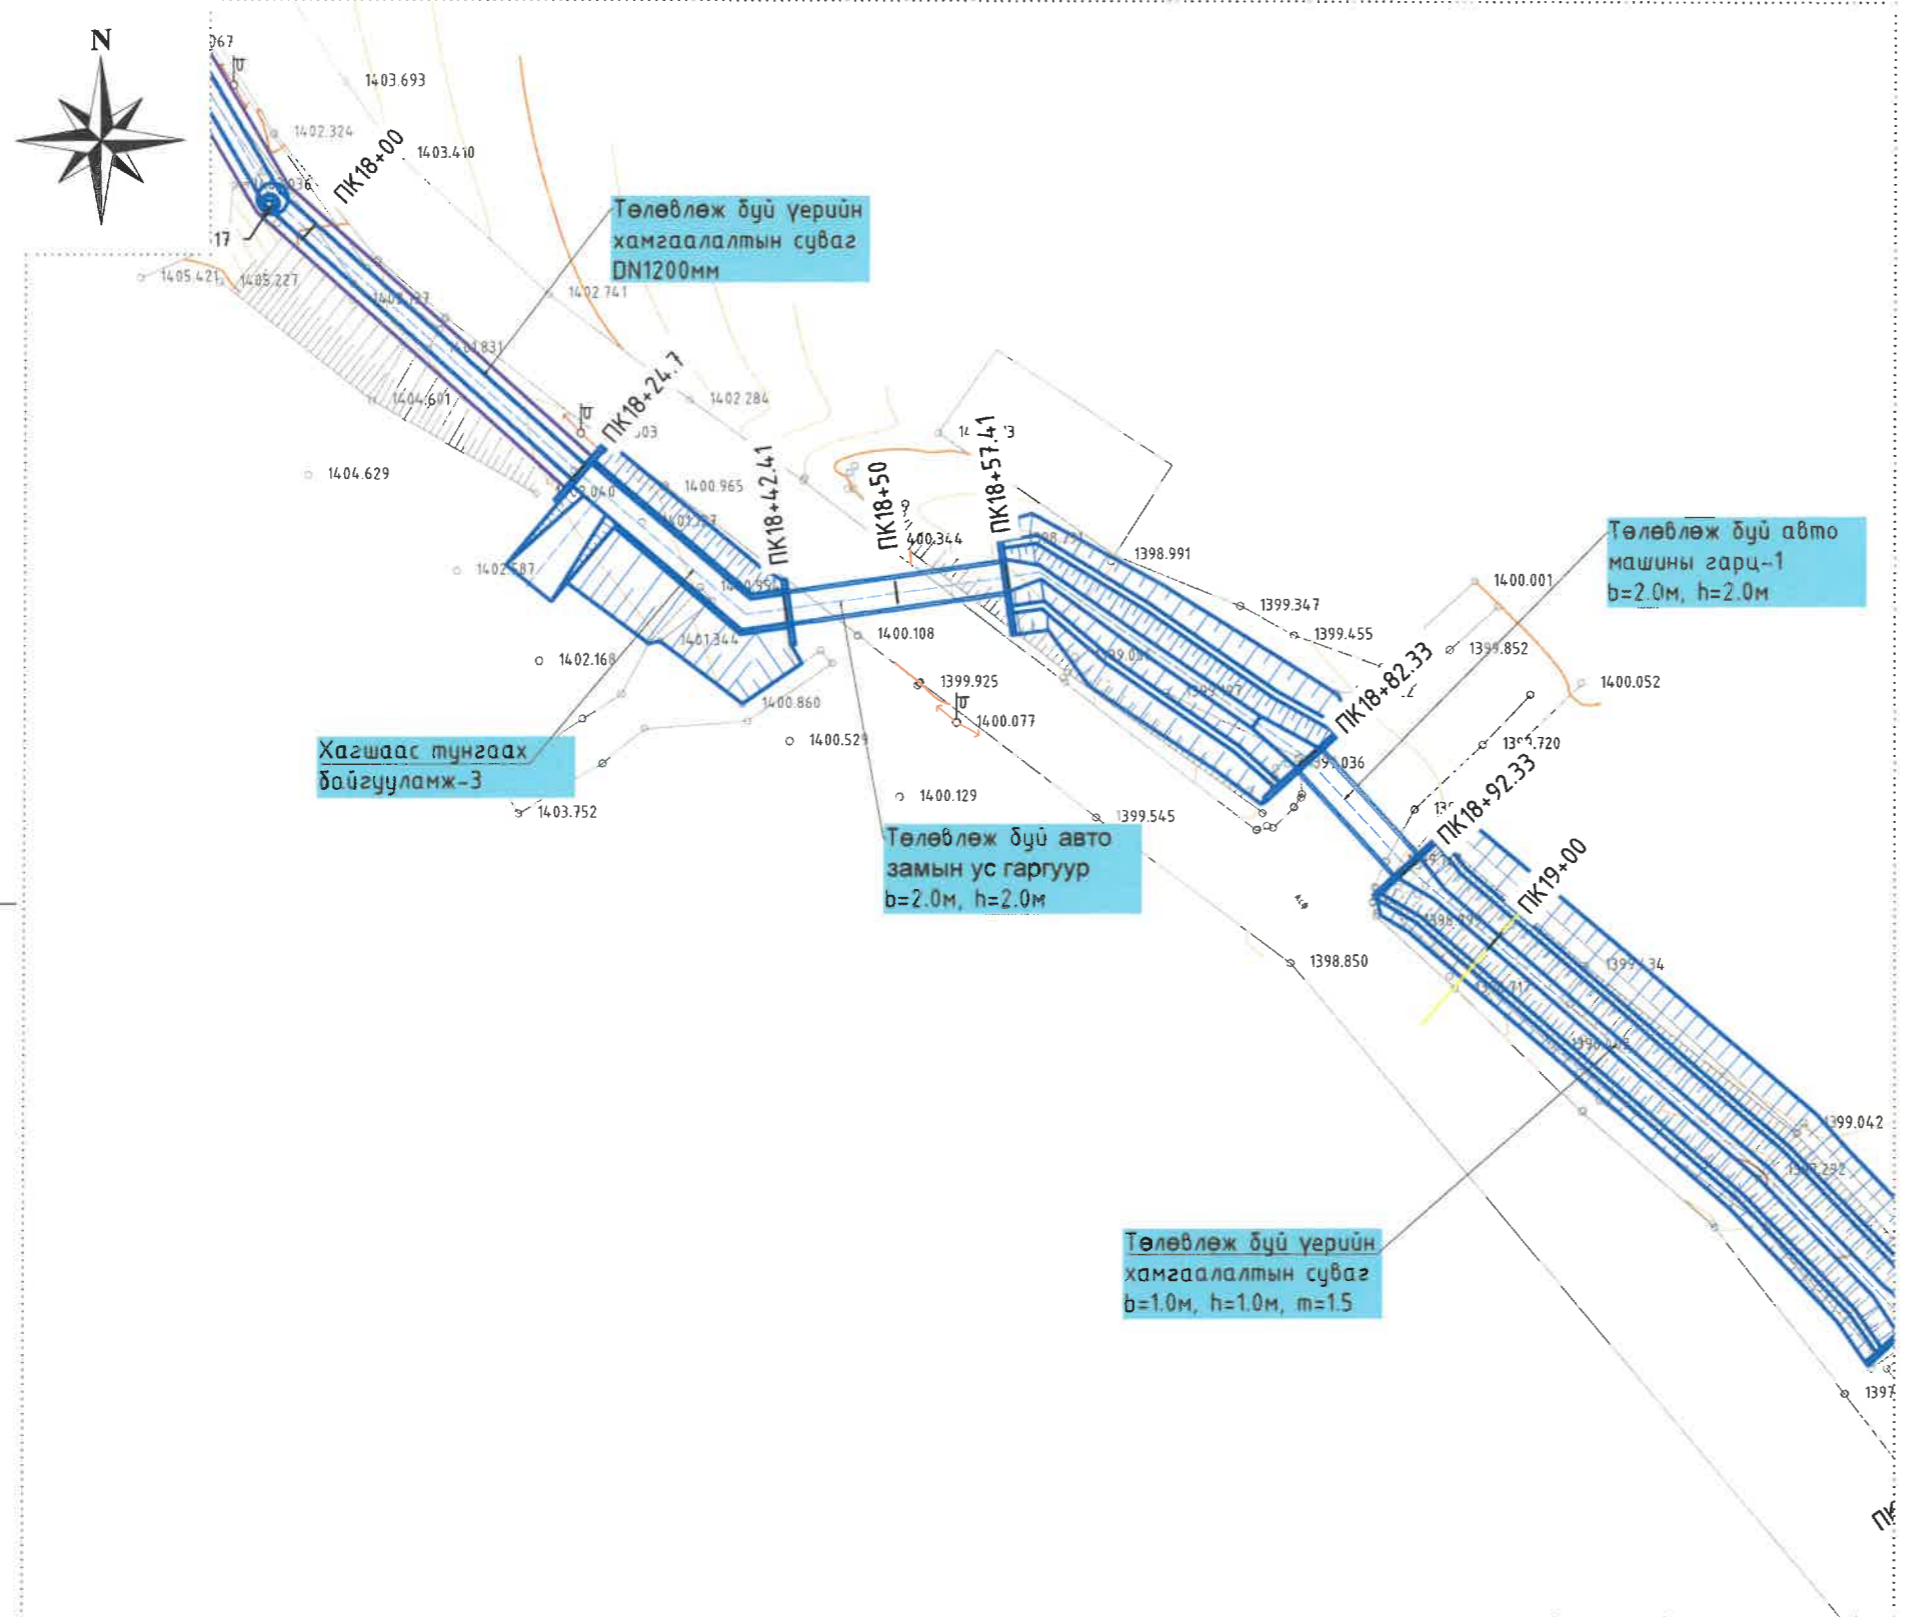 N
1403.693
1402.324
1403.410
ПК18+00
17
1405.421
1405.227
Төлөвлөж буй үерийн
хамгаалалтын суваг
DN1200мм
1402.741
1404.601
ПК18+24.7
1402.284
1404.629
1400.965
ПК18+42.41
ПК18+50
ПК18+57.41
1398.991
1399.347
1399.455
Төлөвлөж буй авто
машины гарц-1
b=2.0м, h=2.0м
1400.001
1399.852
1400.052
1402.168
1401.344
1400.108
1399.925
1400.077
1400.860
1400.529
1400.129
1399.545
ПК18+82.33
ПК18+92.33
ПК19+00
Хагшаас тунгаах
байгууламж-3
1403.752
Төлөвлөж буй авто
замын ус гаргуур
b=2.0м, h=2.0м
1398.850
1399.042
Төлөвлөж буй үерийн
хамгаалалтын суваг
b=1.0м, h=1.0м, m=1.5
1397
ПК